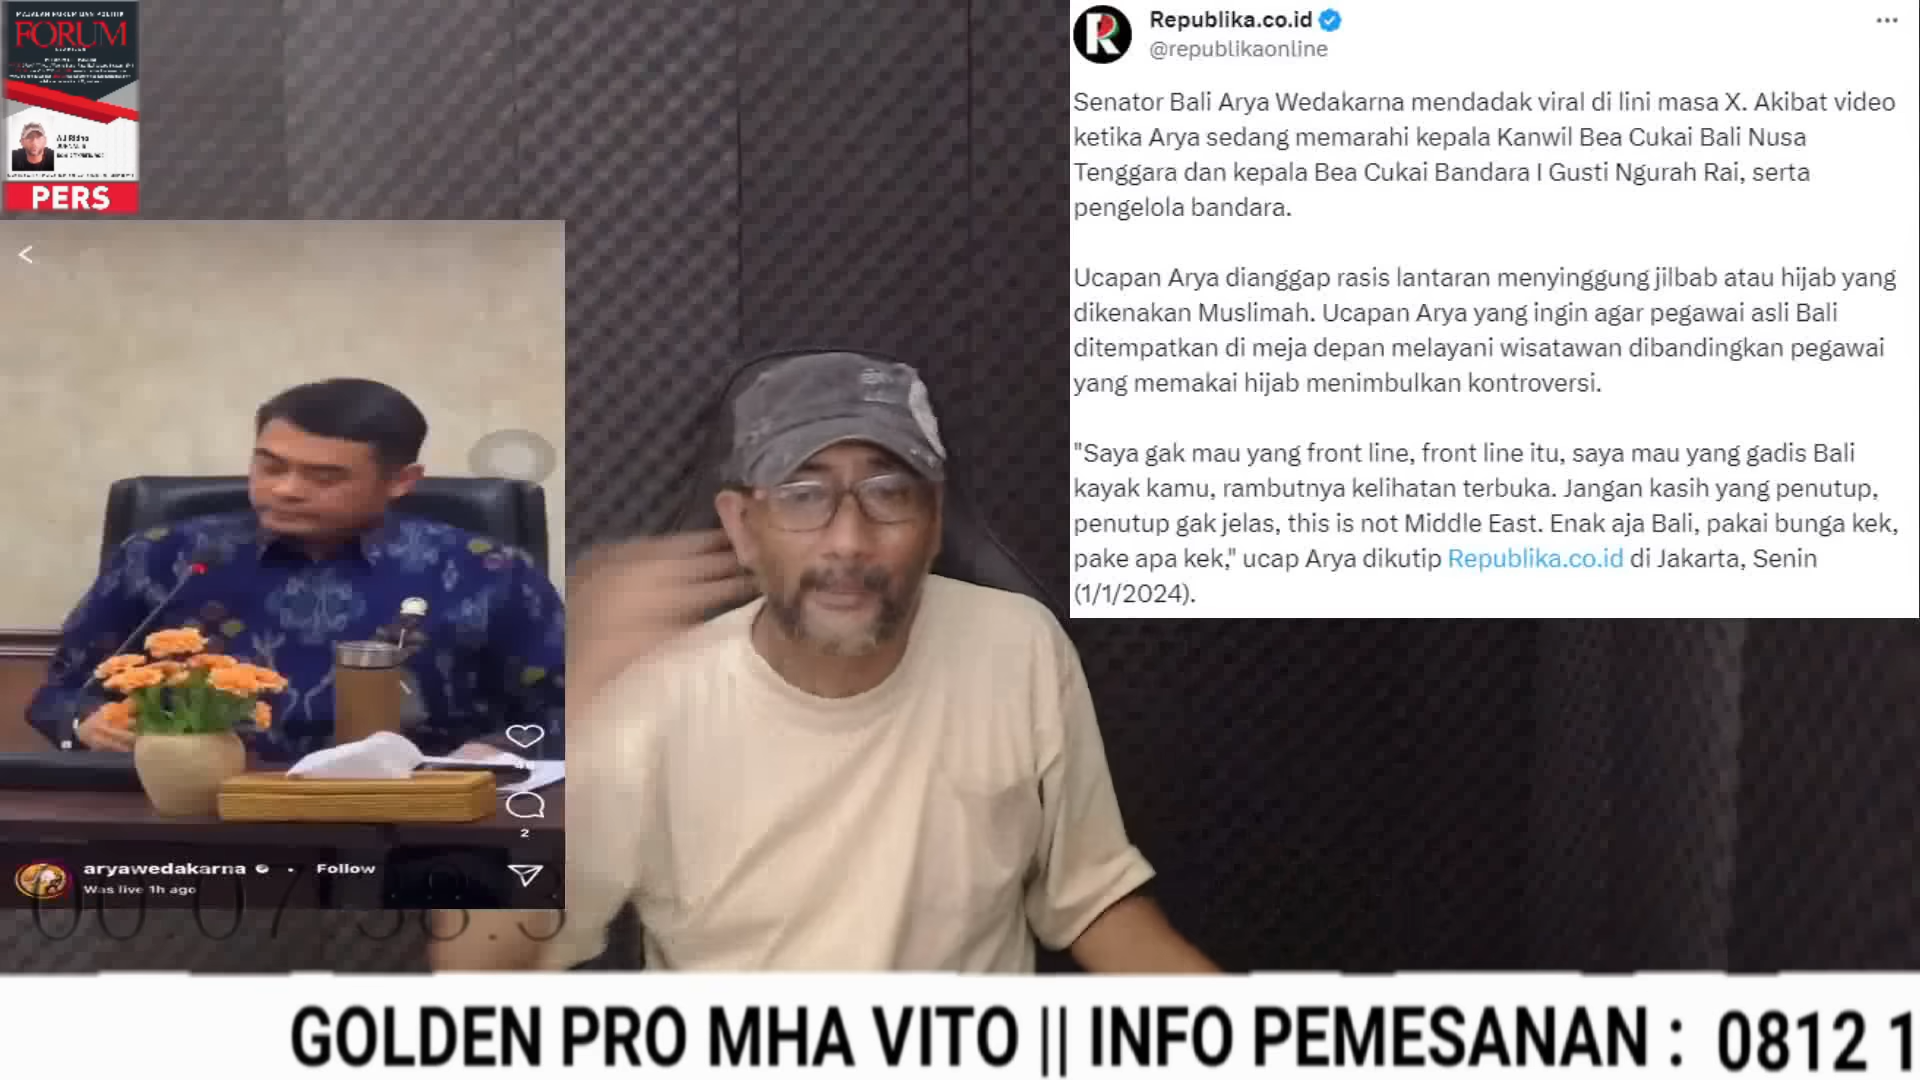 MAJALAH FORUM DAN POLITIK
FORUM
PERS
Republika.co.id
@republikaonline
Senator Bali Arya Wedakarna mendadak viral di lini masa X. Akibat video
ketika Arya sedang memarahi kepala Kanwil Bea Cukai Bali Nusa
Tenggara dan kepala Bea Cukai Bandara I Gusti Ngurah Rai, serta
pengelola bandara.
Ucapan Arya dianggap rasis lantaran menyinggung jilbab atau hijab yang
dikenakan Muslimah. Ucapan Arya yang ingin agar pegawai asli Bali
ditempatkan di meja depan melayani wisatawan dibandingkan pegawai
yang memakai hijab menimbulkan kontroversi.
"Saya gak mau yang front line, front line itu, saya mau yang gadis Bali
kayak kamu, rambutnya kelihatan terbuka. Jangan kasih yang penutup,
penutup gak jelas, this is not Middle East. Enak aja Bali, pakai bunga kek,
pake apa kek," ucap Arya dikutip Republika.co.id di Jakarta, Senin
(1/1/2024).
2
aryawedakarna • Follow
Was live 1h ago
GOLDEN PRO MHA VITO || INFO PEMESANAN : 0812 1